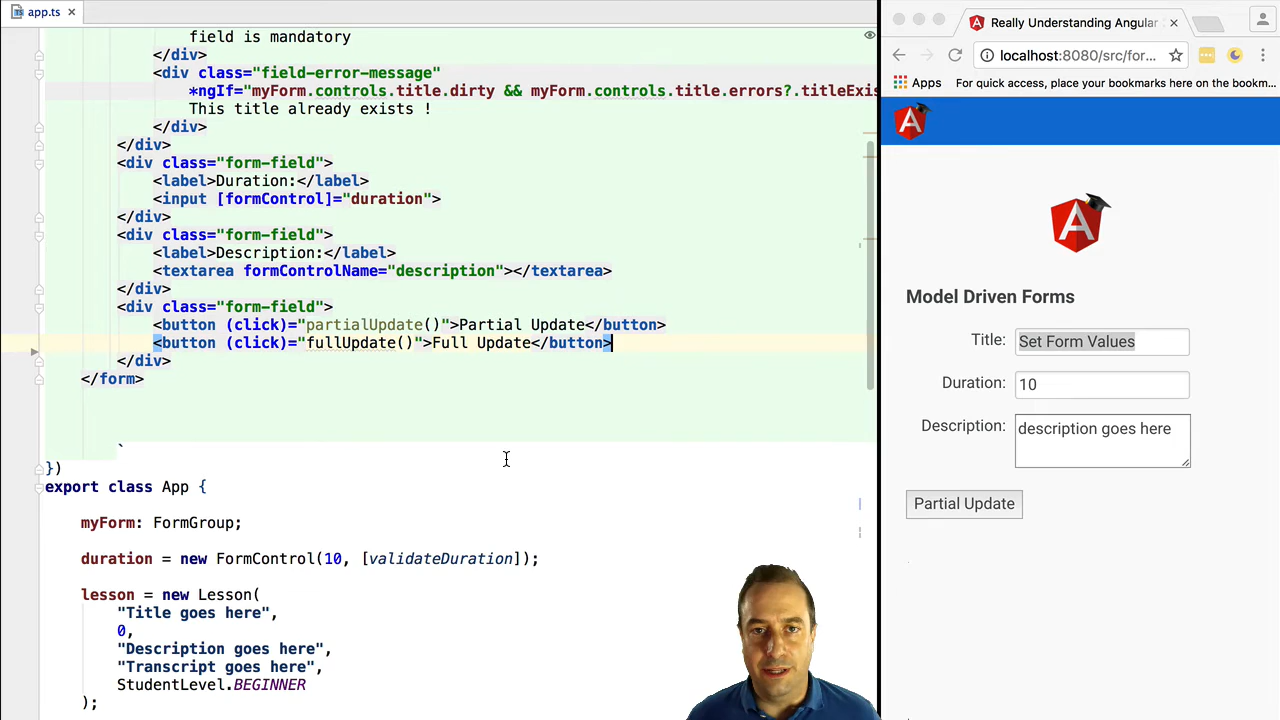 app.ts
field is mandatory
</div>
<div class="field-error-message"
*ngIf="myForm.controls.title.dirty && myForm.controls.title.errors?.titleExis
This title already exists !
</div>
</div>
<div class="form-field">
<label>Duration:</label>
<input [formControl]="duration">
</div>
<div class="form-field">
<label>Description:</label>
<textarea formControlName="description"></textarea>
</div>
<div class="form-field">
<button (click)="partialUpdate()">Partial Update</button>
<button (click)="fullUpdate()">Full Update</button>
</div>
</form>
`
})
export class App {
myForm: FormGroup;
duration = new FormControl(10, [validateDuration]);
lesson = new Lesson(
"Title goes here",
0,
"Description goes here",
"Transcript goes here",
StudentLevel.BEGINNER
);
Really Understanding Angular
localhost:8080/src/for...
Apps For quick access, place your bookmarks here on the bookm...
A
A
Model Driven Forms
Title: Set Form Values
Duration: 10
Description: description goes here
Partial Update